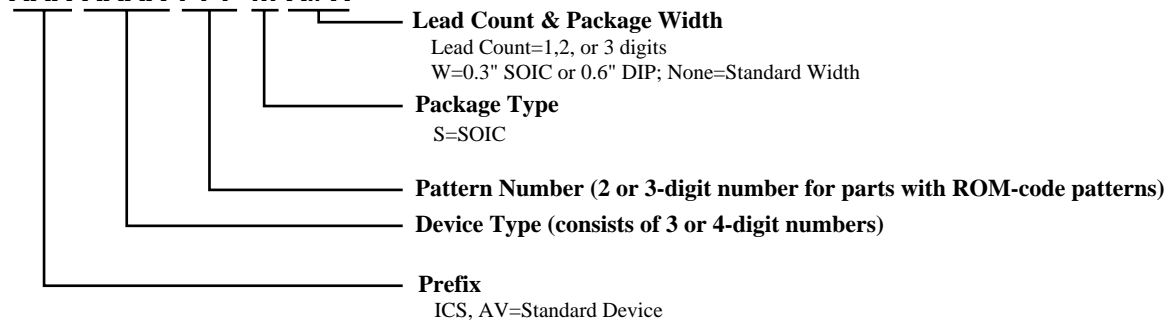 Lead Count & Package Width
Lead Count=1,2, or 3 digits
W=0.3" SOIC or 0.6" DIP; None=Standard Width
Package Type
S=SOIC
Pattern Number (2 or 3-digit number for parts with ROM-code patterns)
Device Type (consists of 3 or 4-digit numbers)
Prefix
ICS, AV=Standard Device